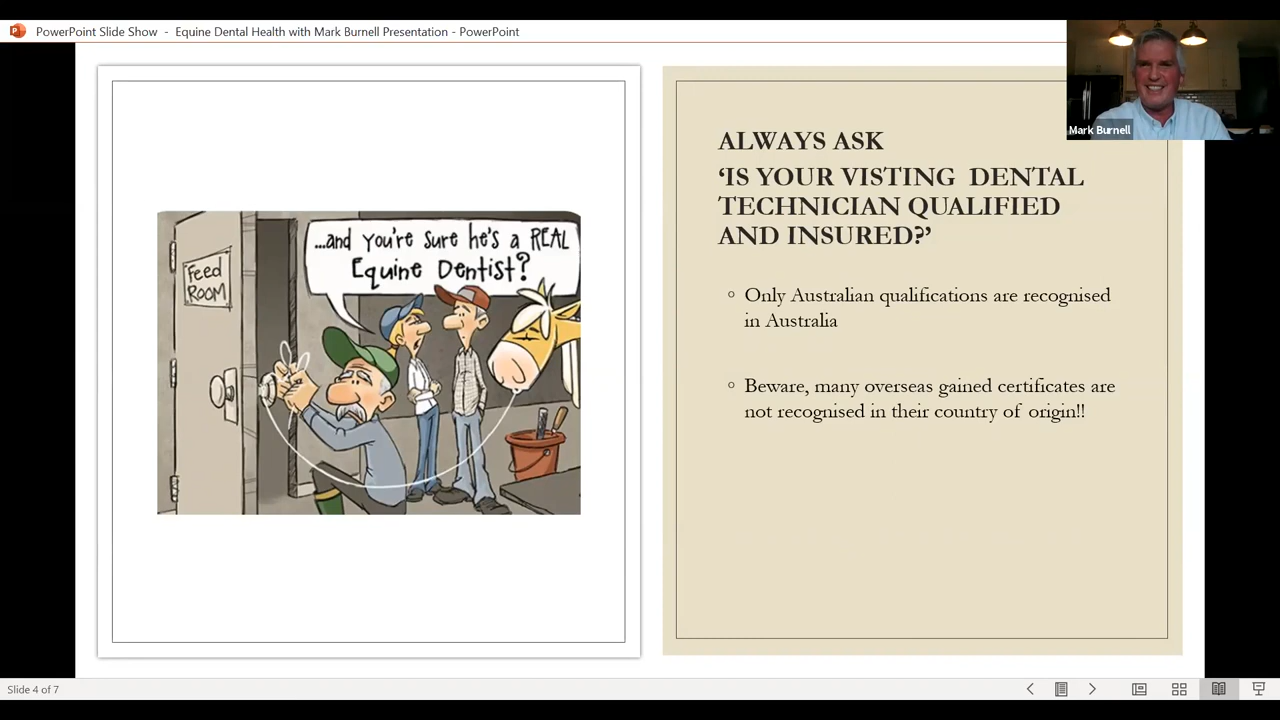 PowerPoint Slide Show  -  Equine Dental Health with Mark Burnell Presentation - PowerPoint
Mark Burnell
...and you're sure he's a REAL
Equine Dentist?
Feed
ROOM
ALWAYS ASK
‘IS YOUR VISTING  DENTAL
TECHNICIAN QUALIFIED
AND INSURED?’
◦ Only Australian qualifications are recognised
in Australia
◦ Beware, many overseas gained certificates are
not recognised in their country of origin!!
Slide 4 of 7